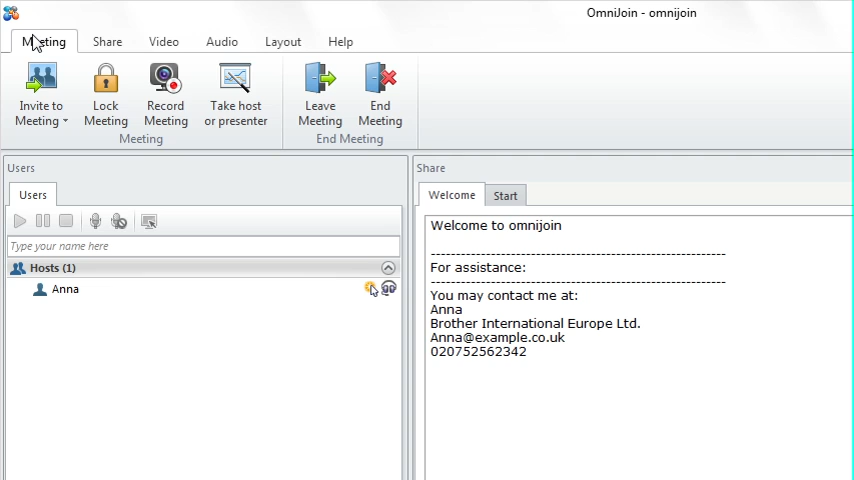 OmniJoin - omnijoin
Meeting Share Video Audio Layout Help
Invite to Meeting
Lock Meeting
Record Meeting
Take host or presenter
Leave Meeting
End Meeting
Meeting
End Meeting
Users
Users
Type your name here
Hosts (1)
Anna
Share
Welcome Start
Welcome to omnijoin
------------------------------------------------------------
For assistance:
------------------------------------------------------------
You may contact me at:
Anna
Brother International Europe Ltd.
Anna@example.co.uk
020752562342